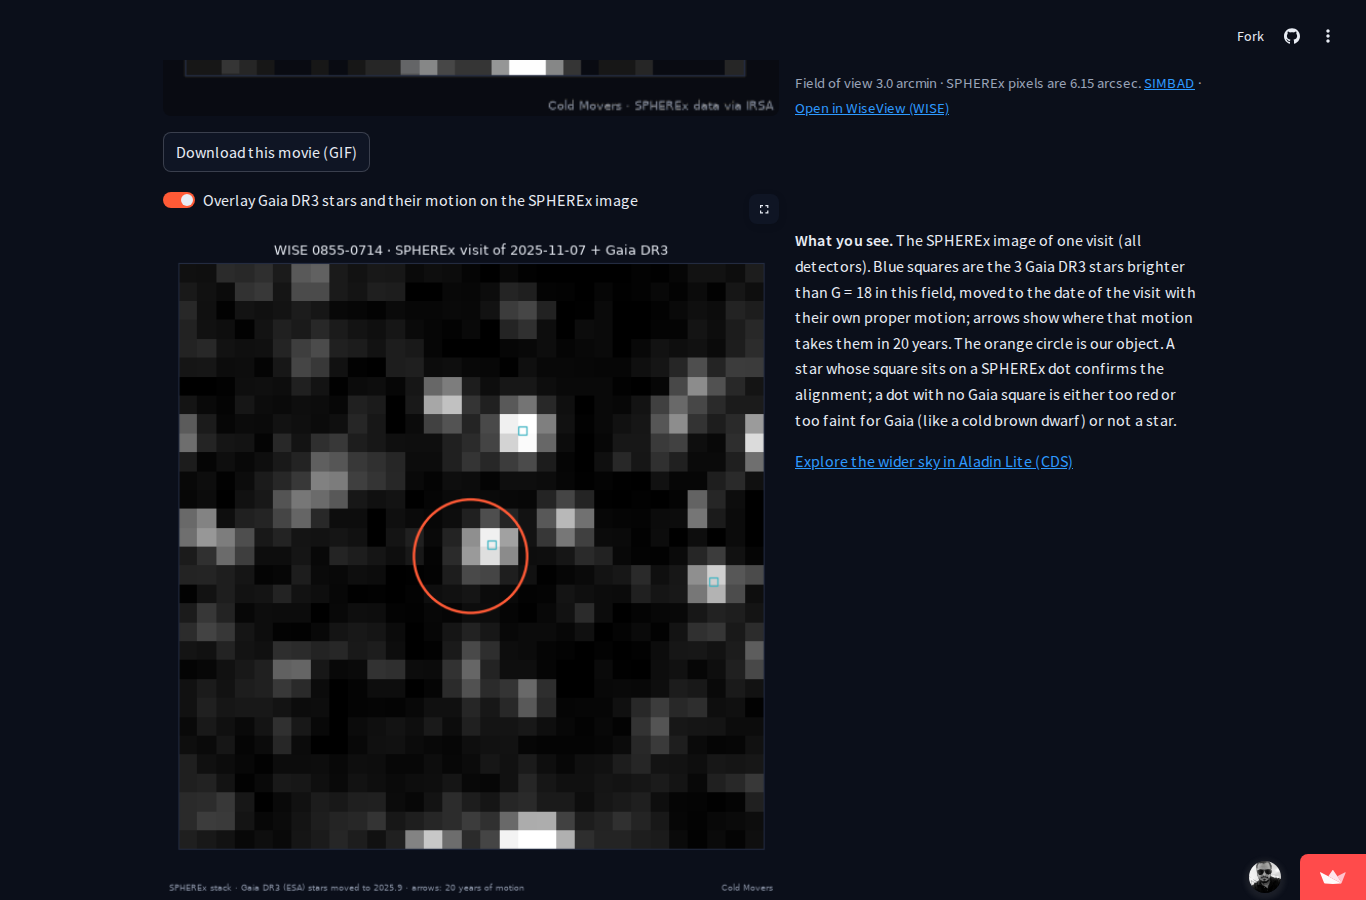 Fork
Field of view 3.0 arcmin · SPHEREx pixels are 6.15 arcsec. SIMBAD ·
Open in WiseView (WISE)
Cold Movers · SPHEREx data via IRSA
Download this movie (GIF)
Overlay Gaia DR3 stars and their motion on the SPHEREx image
WISE 0855-0714 · SPHEREx visit of 2025-11-07 + Gaia DR3
What you see. The SPHEREx image of one visit (all
detectors). Blue squares are the 3 Gaia DR3 stars brighter
than G = 18 in this field, moved to the date of the visit with
their own proper motion; arrows show where that motion
takes them in 20 years. The orange circle is our object. A
star whose square sits on a SPHEREx dot confirms the
alignment; a dot with no Gaia square is either too red or
too faint for Gaia (like a cold brown dwarf) or not a star.
Explore the wider sky in Aladin Lite (CDS)
SPHEREx stack · Gaia DR3 (ESA) stars moved to 2025.9 · arrows: 20 years of motion
Cold Movers